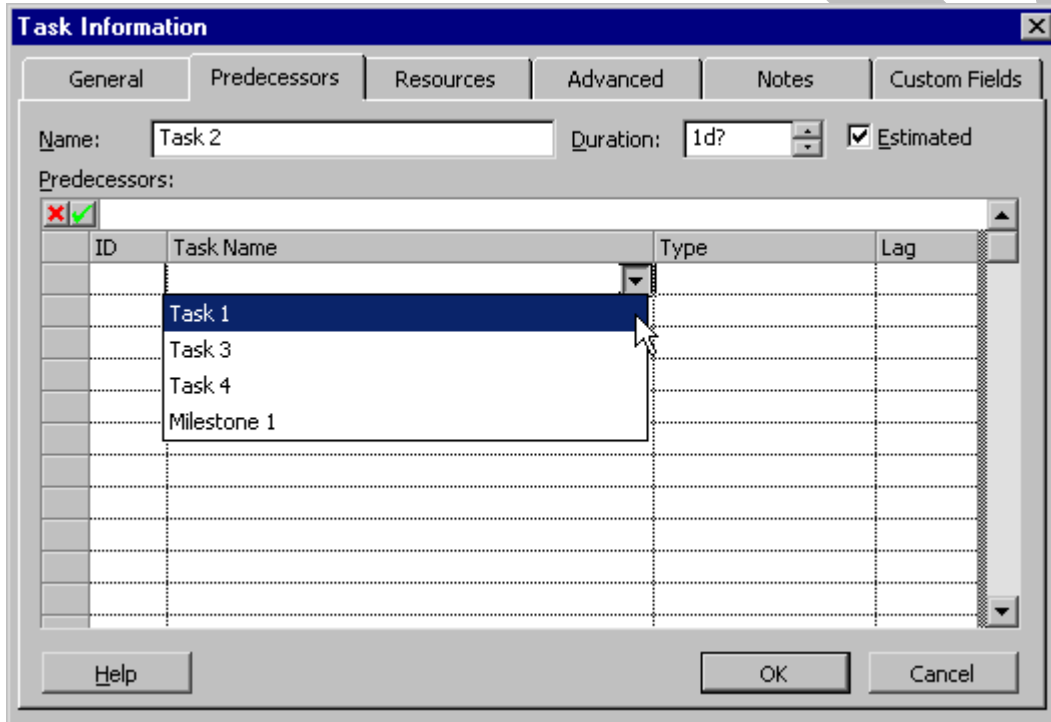 Task Information
General Predecessors Resources Advanced Notes Custom Fields
Name: Task 2 Duration: 1d? Estimated
Predecessors:
ID Task Name Type Lag
Task 1
Task 3
Task 4
Milestone 1
Help OK Cancel